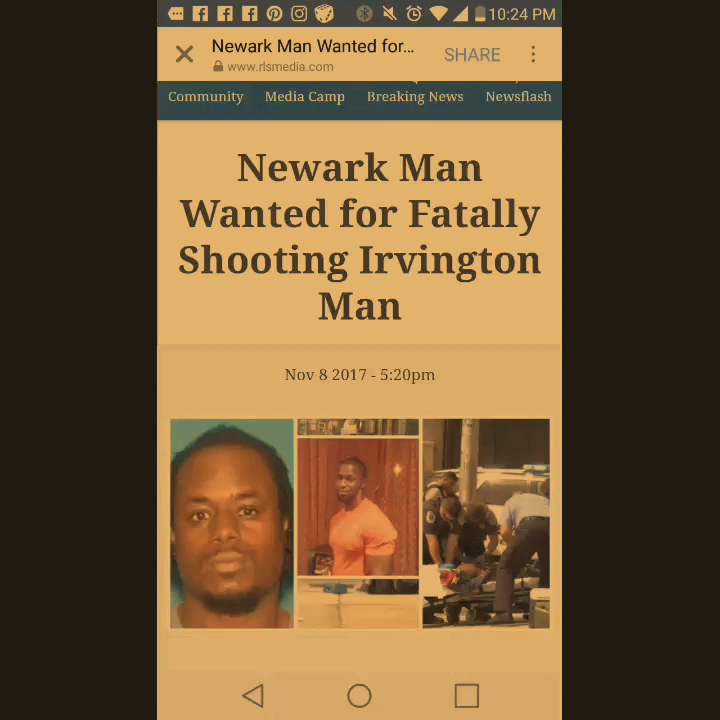 10:24 PM
Newark Man Wanted for...
SHARE
www.rlsmedia.com
Community Media Camp Breaking News Newsflash
Newark Man
Wanted for Fatally
Shooting Irvington
Man
Nov 8 2017 - 5:20pm